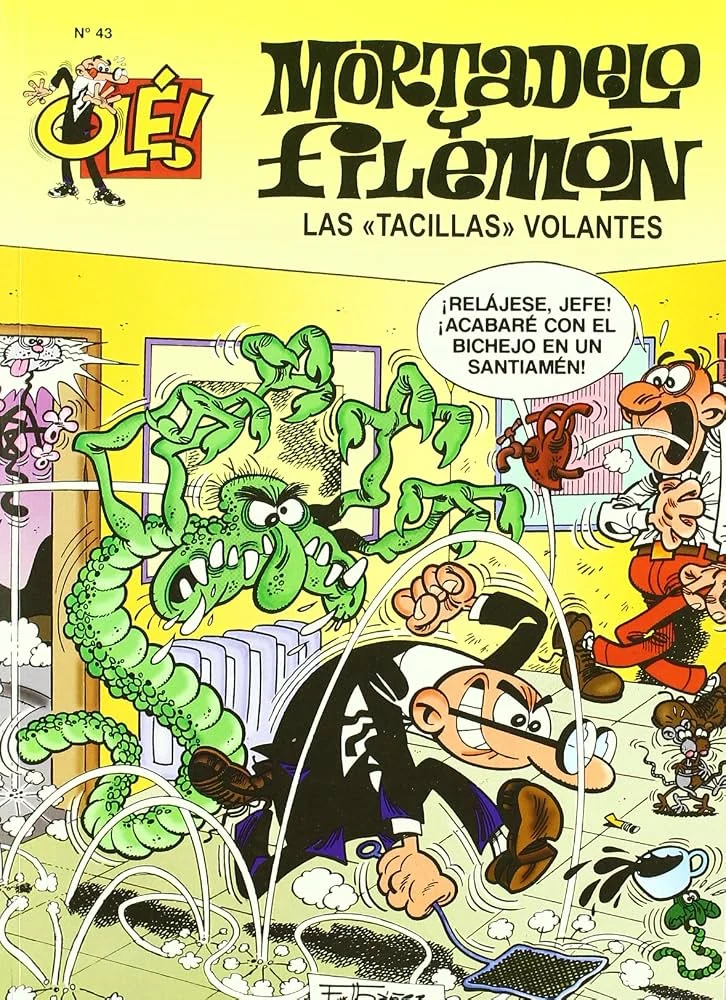 Nº 43
OLÉ!
MORTADELO
Y
FILEMÓN
LAS «TACILLAS» VOLANTES
¡RELÁJESE, JEFE!
¡ACABARÉ CON EL
BICHEJO EN UN
SANTIAMÉN!